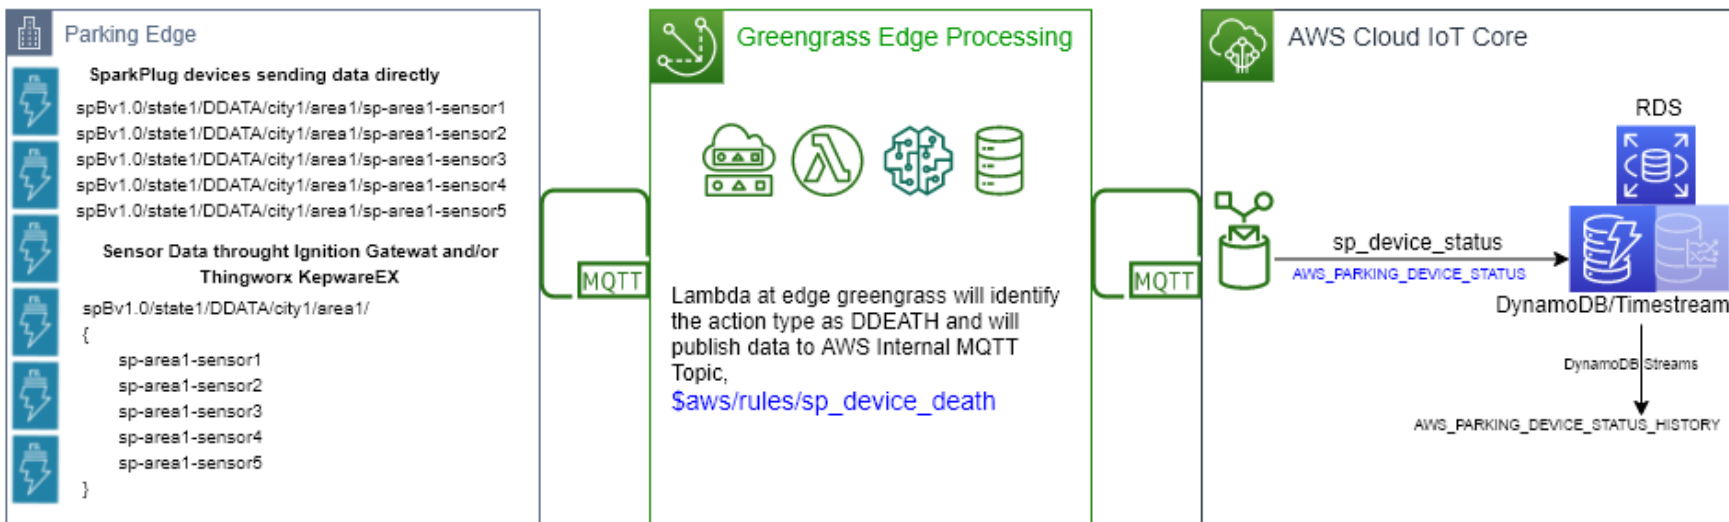 Parking Edge
SparkPlug devices sending data directly
spBv1.0/state1/DDATA/city1/area1/sp-area1-sensor1
spBv1.0/state1/DDATA/city1/area1/sp-area1-sensor2
spBv1.0/state1/DDATA/city1/area1/sp-area1-sensor3
spBv1.0/state1/DDATA/city1/area1/sp-area1-sensor4
spBv1.0/state1/DDATA/city1/area1/sp-area1-sensor5
Sensor Data throught Ignition Gatewat and/or
Thingworx KepwareEX
spBv1.0/state1/DDATA/city1/area1/
{
sp-area1-sensor1
sp-area1-sensor2
sp-area1-sensor3
sp-area1-sensor4
sp-area1-sensor5
}
MQTT
Greengrass Edge Processing
Lambda at edge greengrass will identify
the action type as DDEATH and will
publish data to AWS Internal MQTT
Topic,
$aws/rules/sp_device_death
MQTT
AWS Cloud IoT Core
RDS
sp_device_status
AWS_PARKING_DEVICE_STATUS
DynamoDB/Timestream
DynamoDB Streams
AWS_PARKING_DEVICE_STATUS_HISTORY